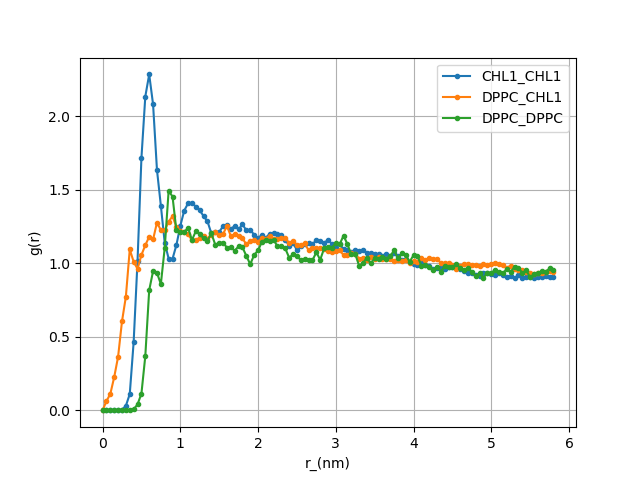 CHL1_CHL1
DPPC_CHL1
DPPC_DPPC
2.0
1.5
1.0
0.5
0.0
g(r)
0 1 2 3 4 5 6
r_(nm)